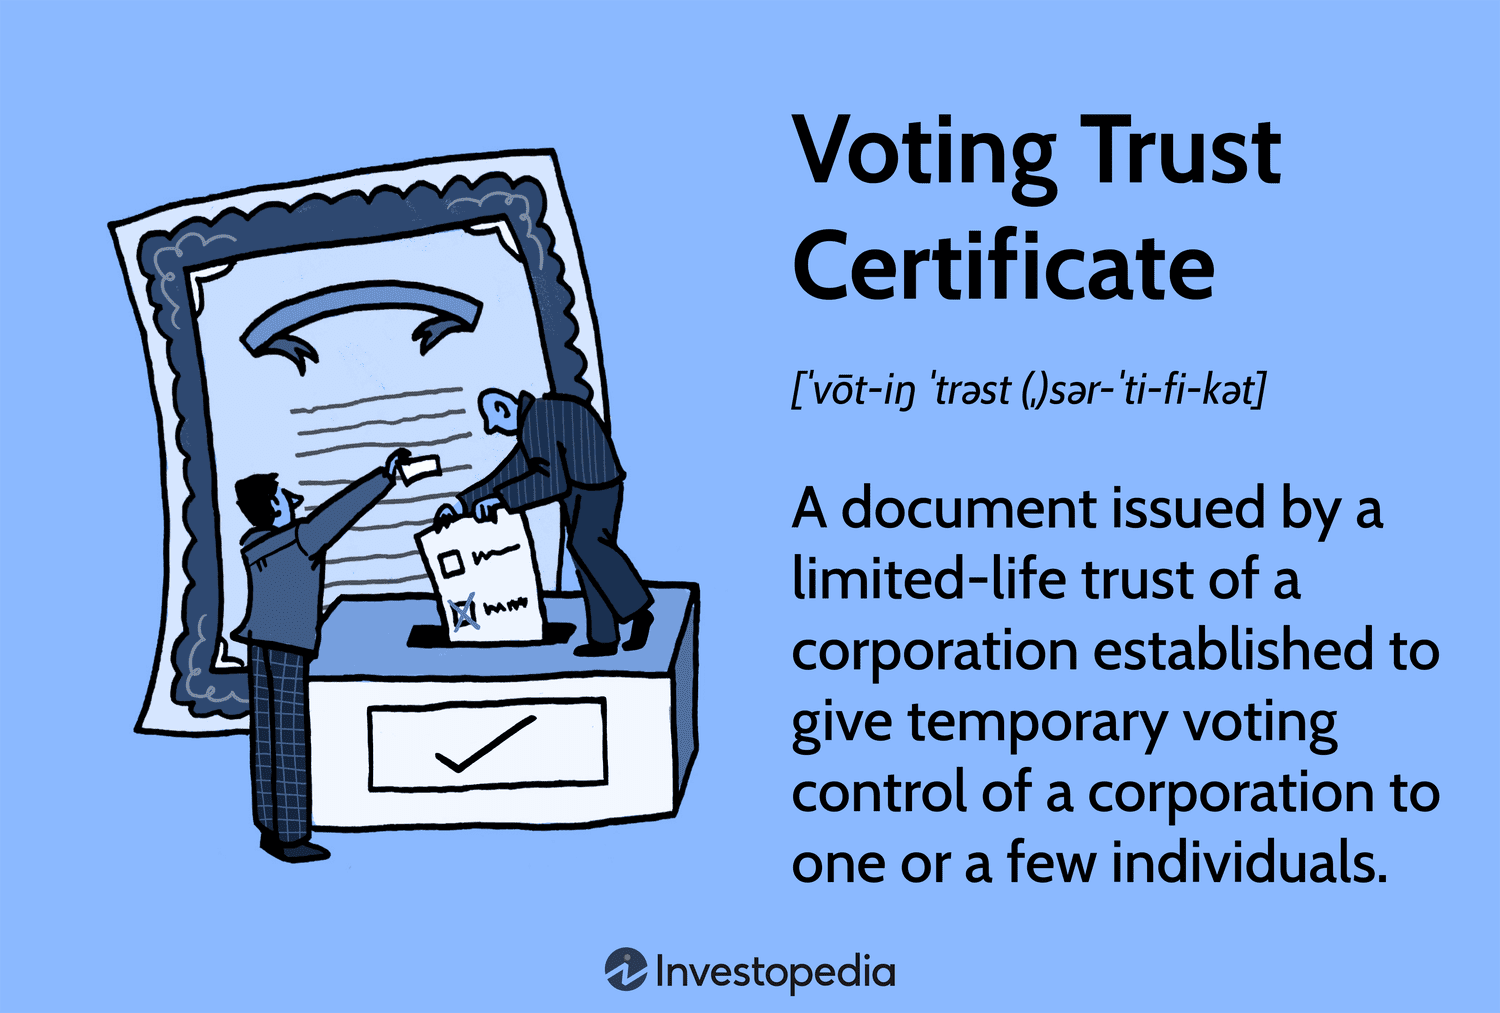 Voting Trust
Certificate
[ˈvōt-iŋ ˈtrəst (ˌ)sər-ˈti-fi-kət]
A document issued by a
limited-life trust of a
corporation established to
give temporary voting
control of a corporation to
one or a few individuals.
Investopedia